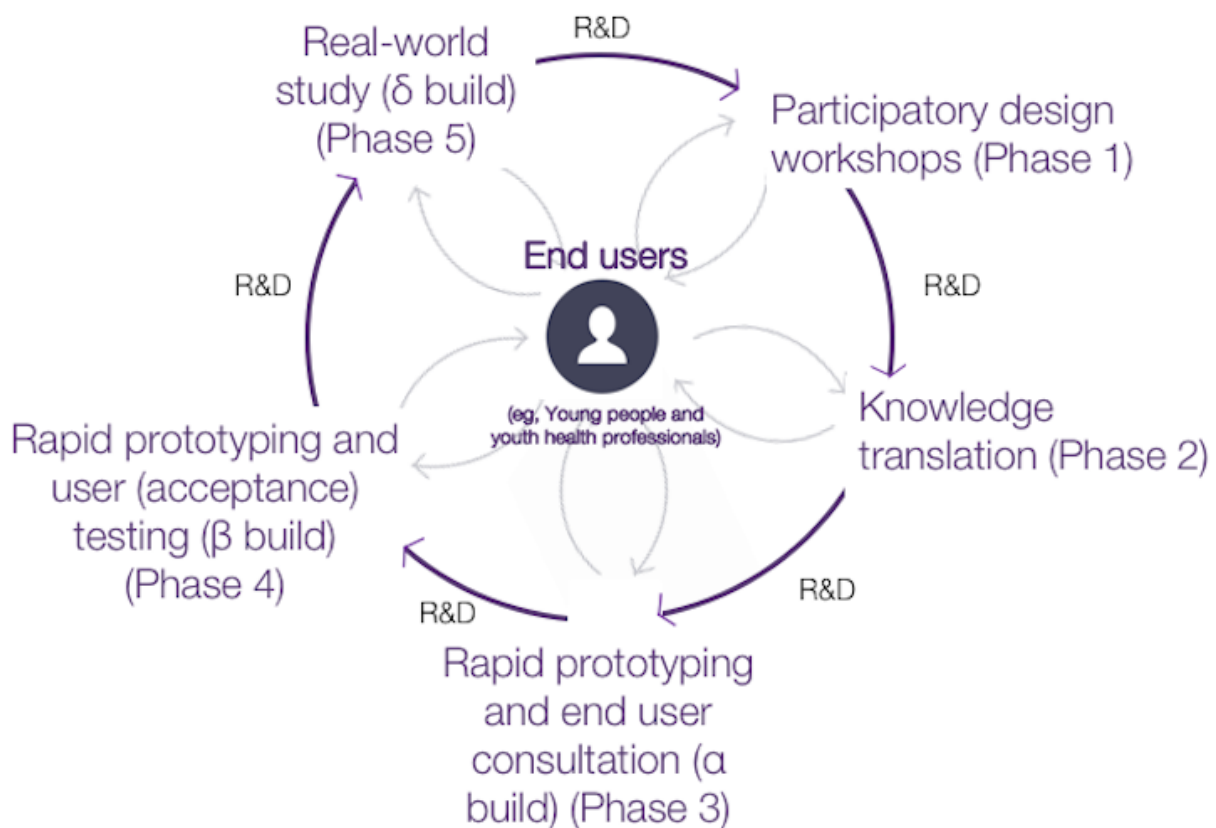 R&D
Real-world
study (δ build)
(Phase 5)
Participatory design
workshops (Phase 1)
R&D
End users
R&D
(eg, Young people and
youth health professionals)
Knowledge
translation (Phase 2)
Rapid prototyping and
user (acceptance)
testing (β build)
(Phase 4)
R&D
R&D
Rapid prototyping
and end user
consultation (α
build) (Phase 3)